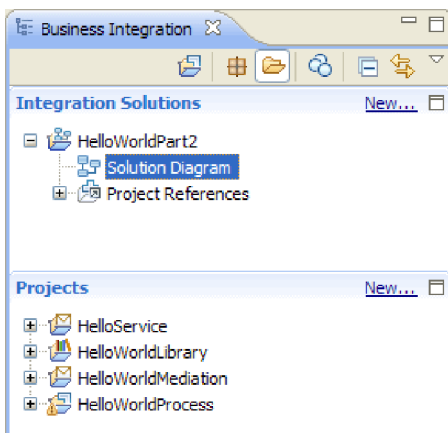 Business Integration
Integration Solutions New...
HelloWorldPart2
Solution Diagram
Project References
Projects New...
HelloService
HelloWorldLibrary
HelloWorldMediation
HelloWorldProcess